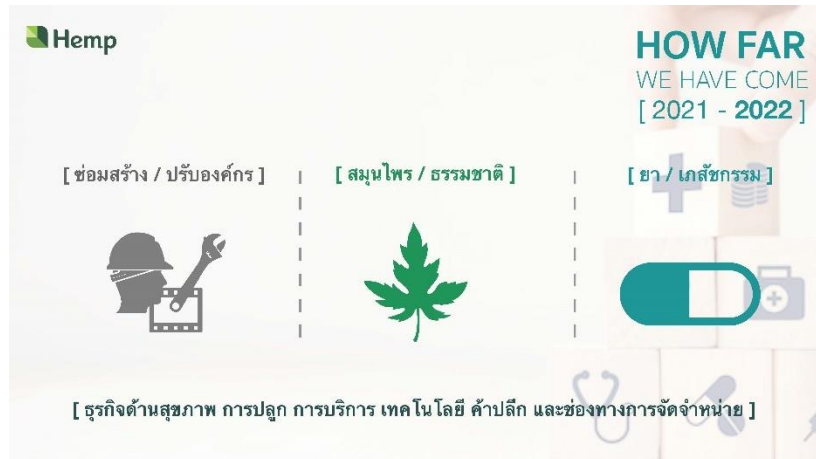 Hemp
HOW FAR
WE HAVE COME
[ 2021 - 2022 ]
[ ซ่อมสร้าง / ปรับองค์กร ]
[ สมุนไพร / ธรรมชาติ ]
[ ยา / เภสัชกรรม ]
[ ธุรกิจด้านสุขภาพ การปลูก การบริการ เทคโนโลยี ค้าปลึก และช่องทางการจัดจำหน่าย ]